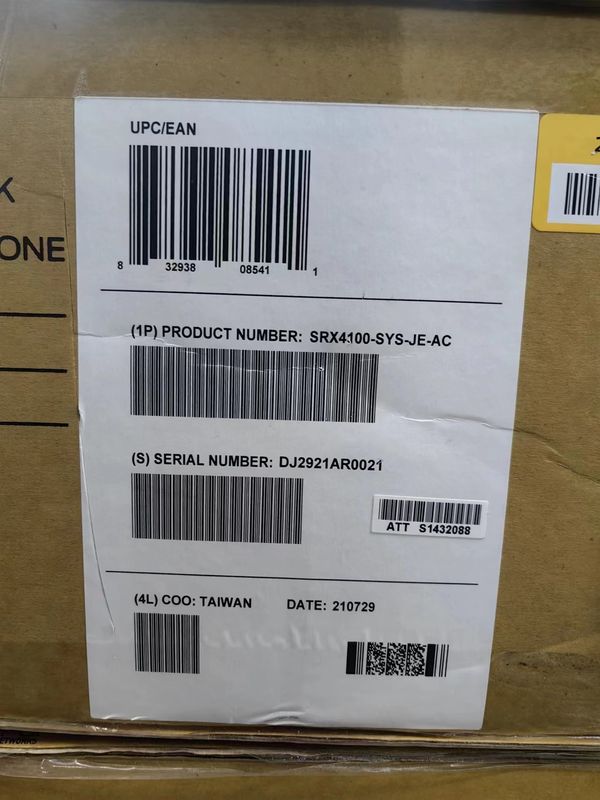 UPC/EAN
8 32938 08541 1
(1P) PRODUCT NUMBER: SRX4100-SYS-JE-AC
(S) SERIAL NUMBER: DJ2921AR0021
ATT S1432088
(4L) COO: TAIWAN DATE: 210729
K
ONE
2